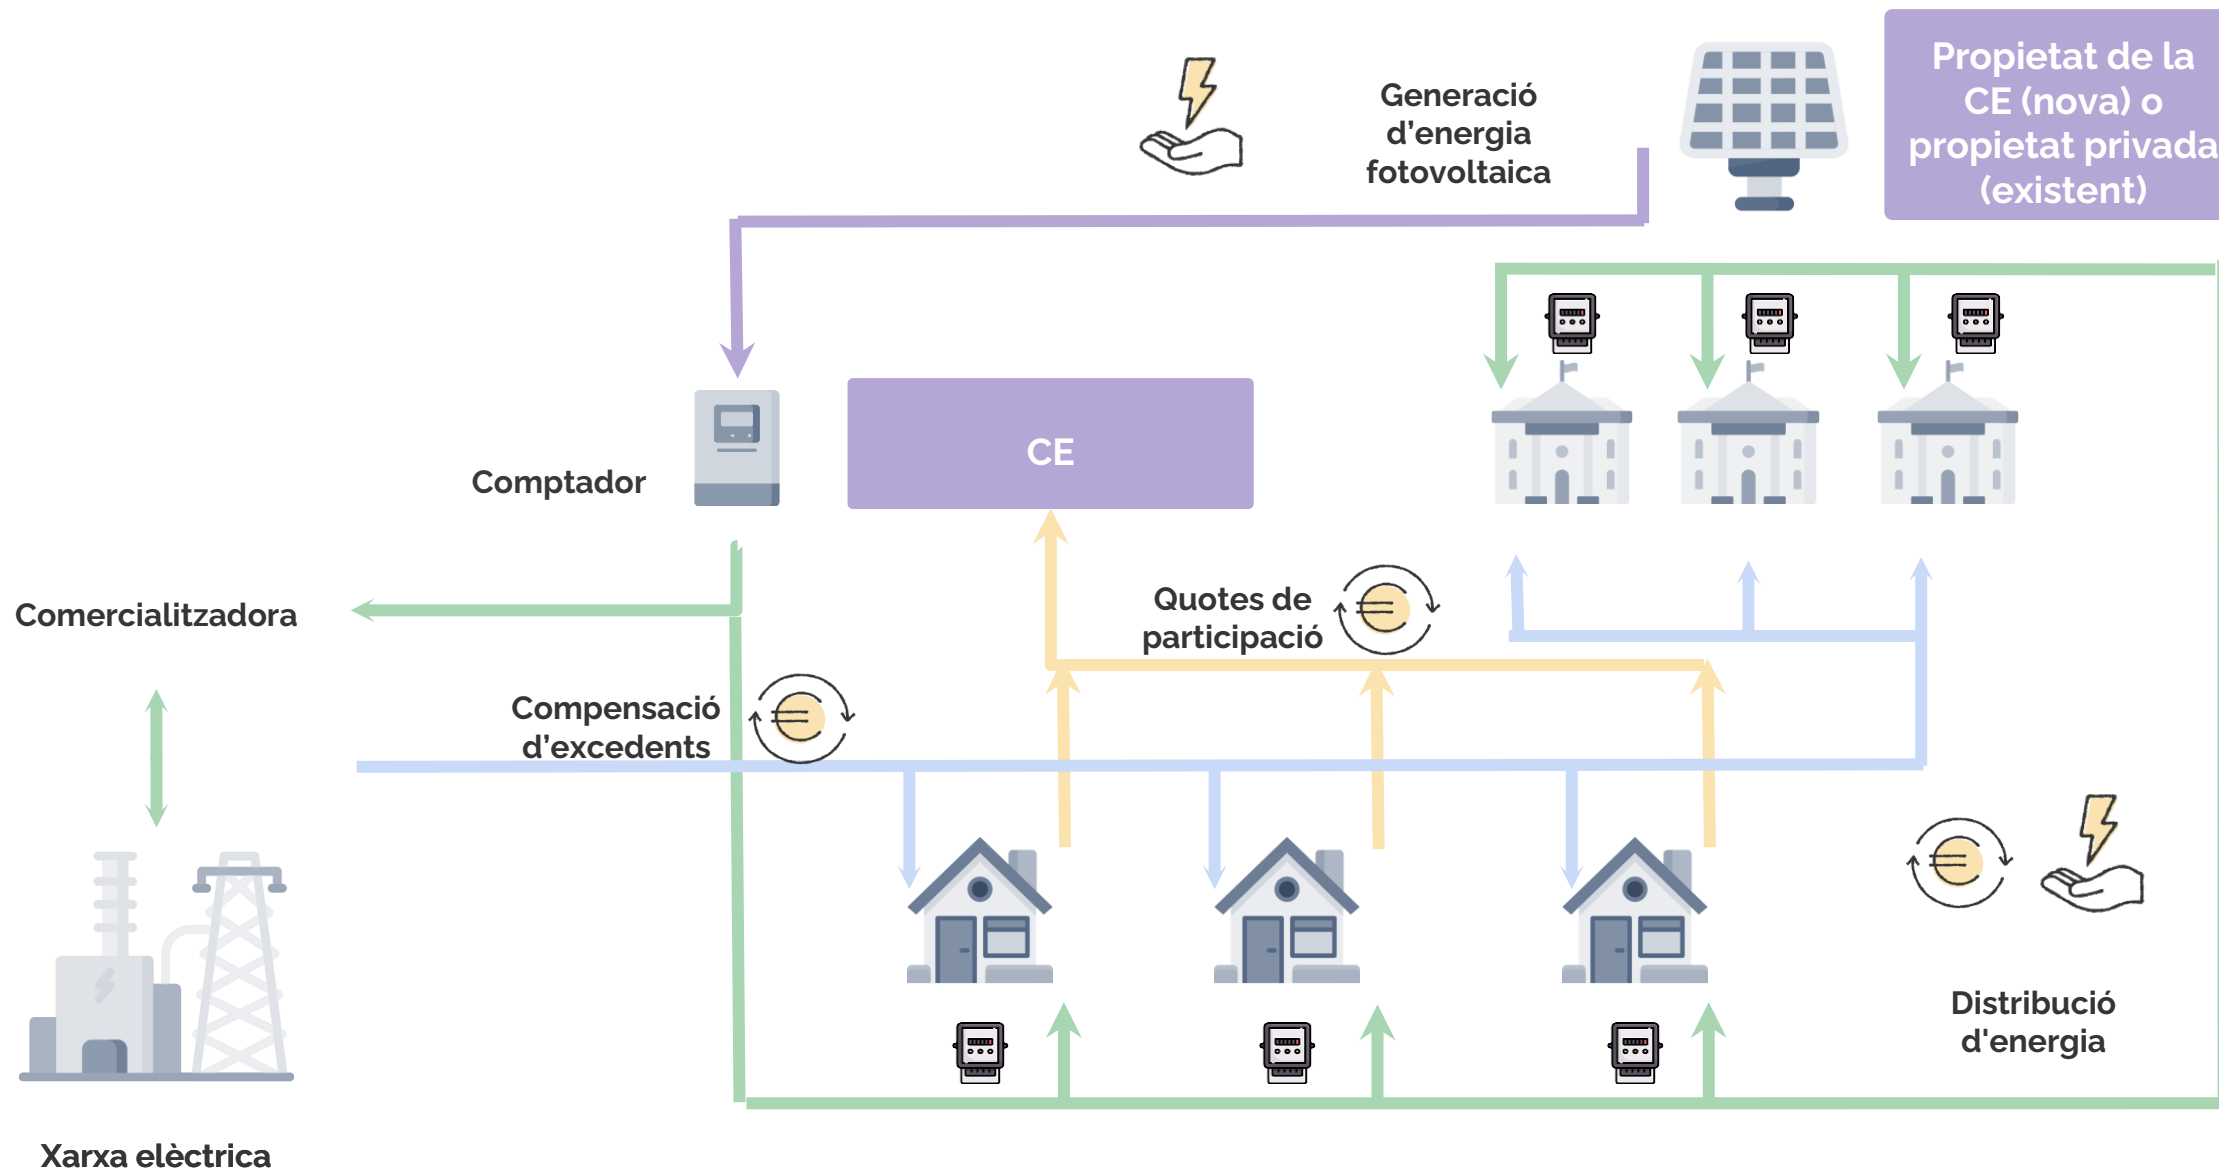 Propietat de la
CE (nova) o
propietat privada
(existent)
Generació
d’energia
fotovoltaica
CE
Comptador
Comercialitzadora
Quotes de
participació
Compensació
d’excedents
Distribució
d'energia
Xarxa elèctrica